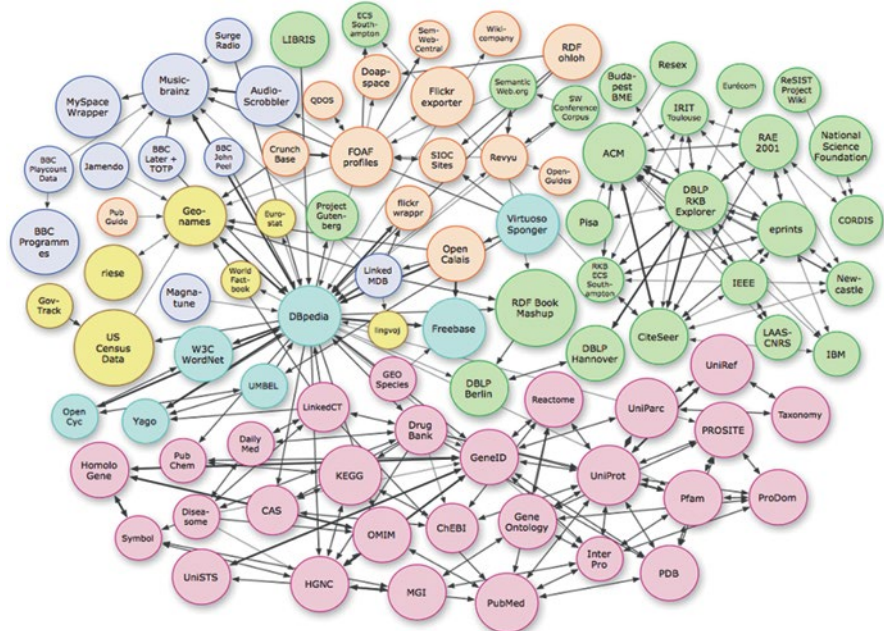 ECS
South-
ampton
Surge
Radio
LIBRIS
Sem-
Web-
Central
Wiki-
company
RDF
ohloh
Music-
brainz
Doap-
space
Resex
MySpace
Wrapper
Audio-
Scrobbler
QDOS
Flickr
exporter
Semantic
Web.org
Buda-
pest
BME
Eurécom
ReSIST
Project
Wiki
SW
Conference
Corpus
IRIT
Toulouse
RAE
2001
National
Science
Foundation
BBC
Playcount
Data
Jamendo
BBC
Later +
TOTP
BBC
John
Peel
Crunch
Base
FOAF
profiles
SIOC
Sites
Revyu
ACM
Open-
Guides
DBLP
RKB
Explorer
Pub
Guide
Geo-
names
Euro-
stat
Project
Guten-
berg
flickr
wrappr
Virtuoso
Sponger
Pisa
eprints
CORDIS
BBC
Programm
es
riese
World
Fact-
book
Linked
MDB
Open
Calais
RKB
ECS
South-
ampton
IEEE
New-
castle
Gov-
Track
Magna-
tune
DBpedia
RDF Book
Mashup
US
Census
Data
W3C
WordNet
lingvoj
Freebase
CiteSeer
LAAS-
CNRS
IBM
DBLP
Hannover
UMBEL
GEO
Species
DBLP
Berlin
UniRef
Open
Cyc
Yago
LinkedCT
Reactome
UniParc
Taxonomy
Daily
Med
Drug
Bank
PROSITE
Homolo
Gene
Pub
Chem
KEGG
GeneID
UniProt
Pfam
ProDom
Disea-
some
CAS
ChEBI
Gene
Ontology
Symbol
OMIM
Inter
Pro
UniSTS
HGNC
MGI
PubMed
PDB